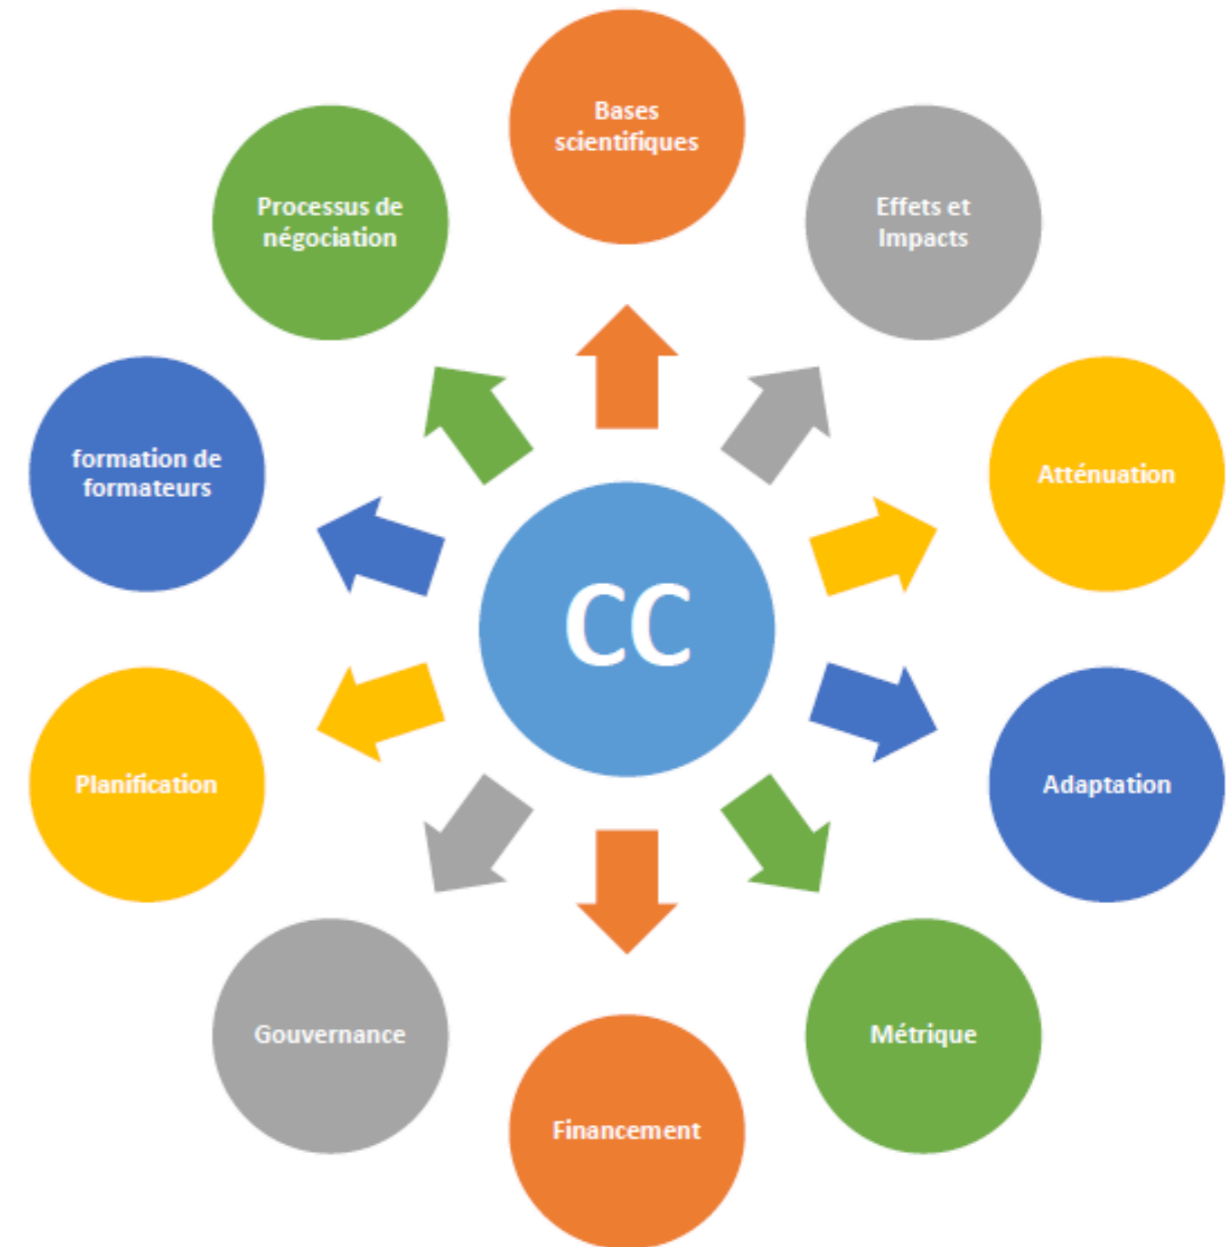 Bases
scientifiques
Effets et
Impacts
Atténuation
Adaptation
Métrique
Financement
Gouvernance
Planification
formation de
formateurs
Processus de
négociation
CC